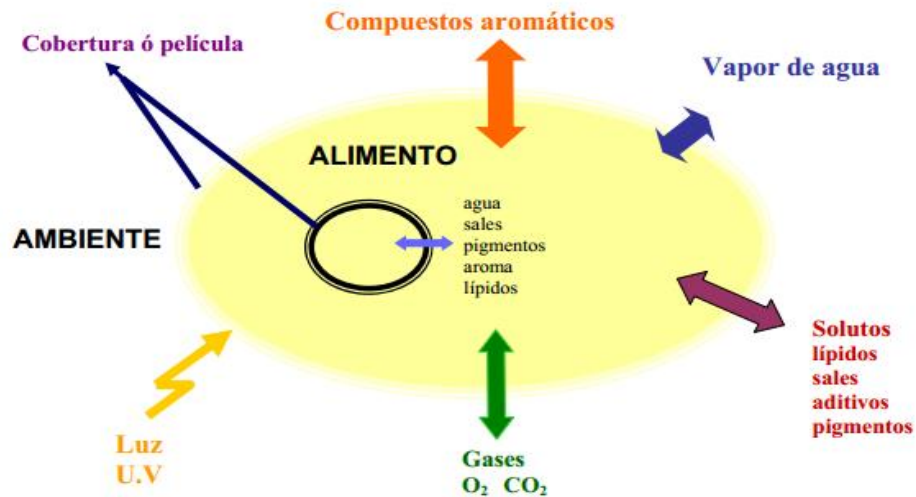 Compuestos aromáticos
Cobertura ó película
Vapor de agua
ALIMENTO
agua
sales
pigmentos
aroma
lípidos
AMBIENTE
Solutos
lípidos
sales
aditivos
pigmentos
Luz
U.V
Gases
O₂ CO₂